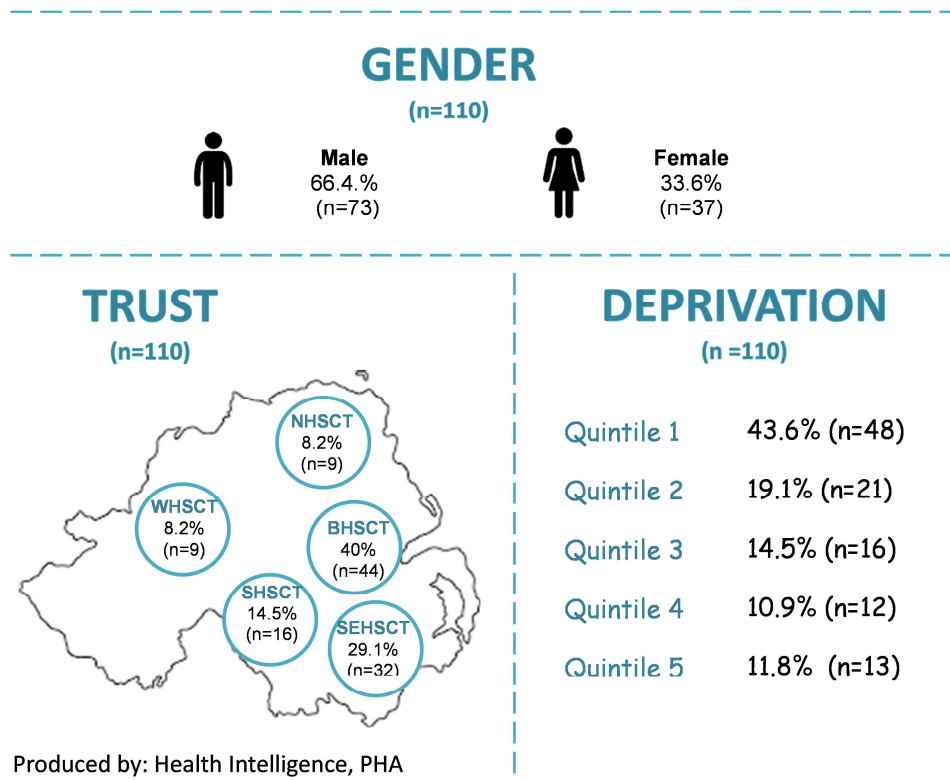 GENDER
(n=110)
Male
66.4.%
(n=73)
Female
33.6%
(n=37)
TRUST
(n=110)
NHSCT
8.2%
(n=9)
WHSCT
8.2%
(n=9)
BHSCT
40%
(n=44)
SHSCT
14.5%
(n=16)
SEHSCT
29.1%
(n=32)
DEPRIVATION
(n =110)
Quintile 1 43.6% (n=48)
Quintile 2 19.1% (n=21)
Quintile 3 14.5% (n=16)
Quintile 4 10.9% (n=12)
Quintile 5 11.8% (n=13)
Produced by: Health Intelligence, PHA